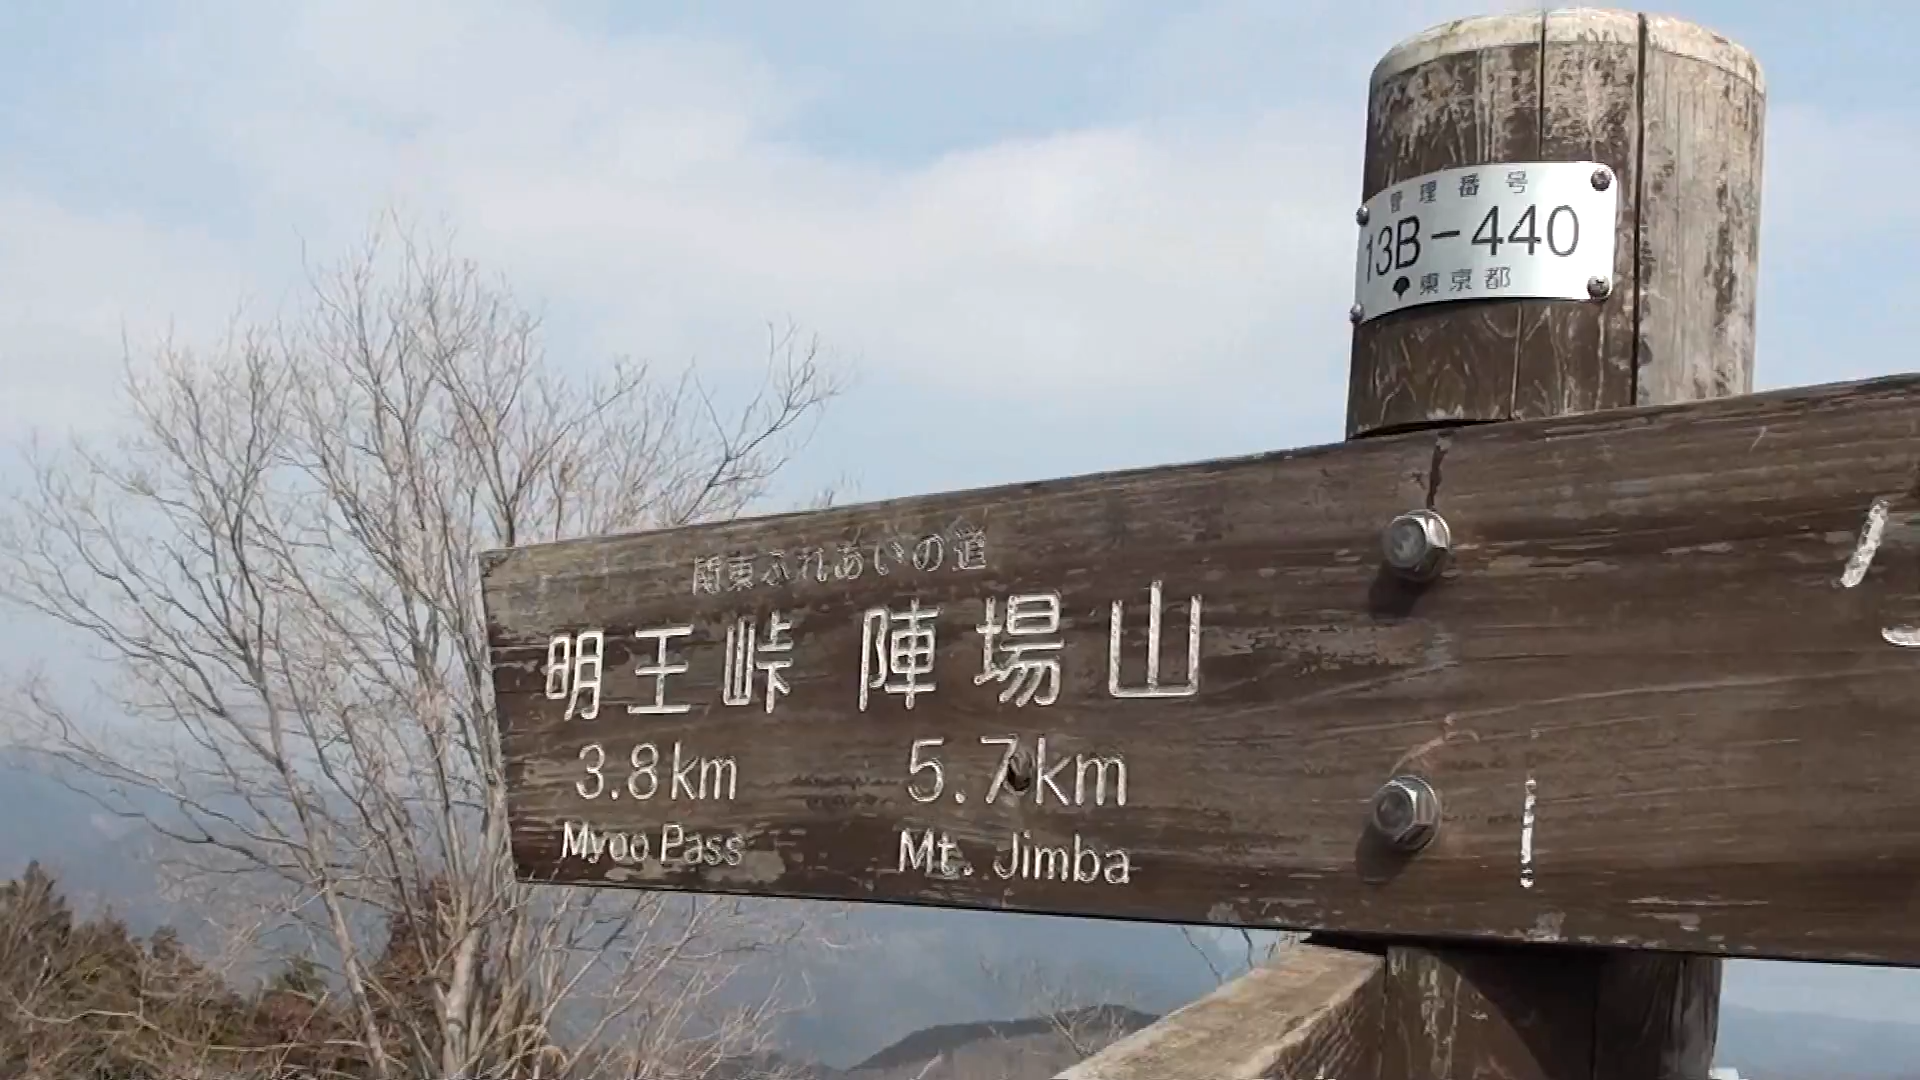 管理番号
13B-440
東京都
関東ふれあいの道
明王峠 陣場山
3.8km 5.7km
Myoo Pass Mt. Jimba